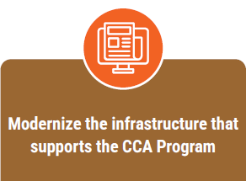 Modernize the infrastructure that
supports the CCA Program